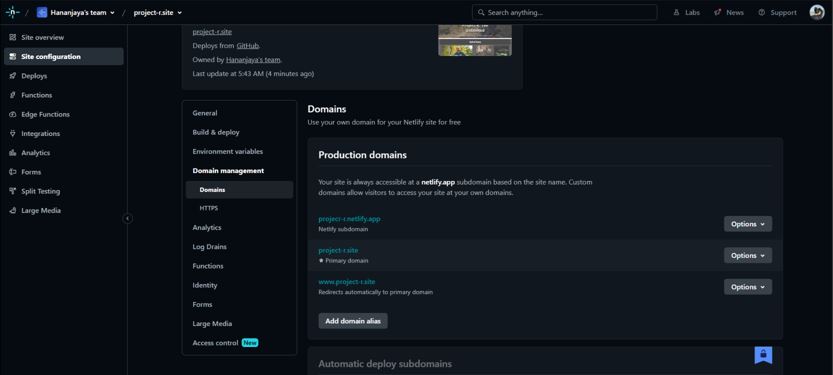 Hananjaya's team / project-r.site
Search anything...
Labs
News
Support
Site overview
Site configuration
Deploys
Functions
Edge Functions
Integrations
Analytics
Forms
Split Testing
Large Media
project-r.site
Deploys from GitHub.
Owned by Hananjaya's team.
Last update at 5:43 AM (4 minutes ago)
General
Build & deploy
Environment variables
Domain management
Domains
HTTPS
Analytics
Log Drains
Functions
Identity
Forms
Large Media
Access control New
Domains
Use your own domain for your Netlify site for free
Production domains
Your site is always accessible at a netlify.app subdomain based on the site name. Custom
domains allow visitors to access your site at your own domains.
projecr-r.netlify.app
Netlify subdomain
Options
project-r.site
Primary domain
Options
www.project-r.site
Redirects automatically to primary domain
Options
Add domain alias
Automatic deploy subdomains